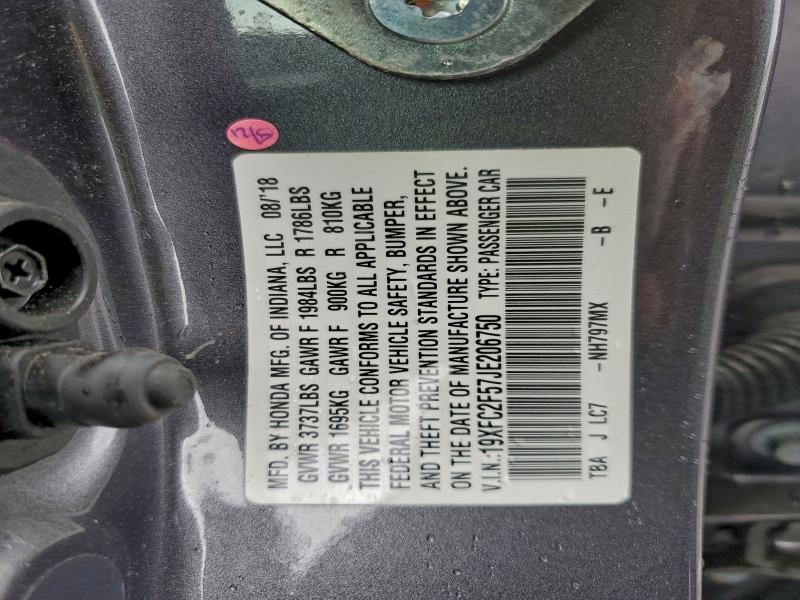 MFD. BY HONDA MFG. OF INDIANA, LLC 08/'18
GVWR 3737LBS GAWR F 1984LBS R 1786LBS
GVWR 1695KG GAWR F 900KG R 810KG
THIS VEHICLE CONFORMS TO ALL APPLICABLE
FEDERAL MOTOR VEHICLE SAFETY, BUMPER,
AND THEFT PREVENTION STANDARDS IN EFFECT
ON THE DATE OF MANUFACTURE SHOWN ABOVE.
V.I.N.:19XFC2F57JE206750 TYPE: PASSENGER CAR
TBA J LC7 -NH797MX -B -E